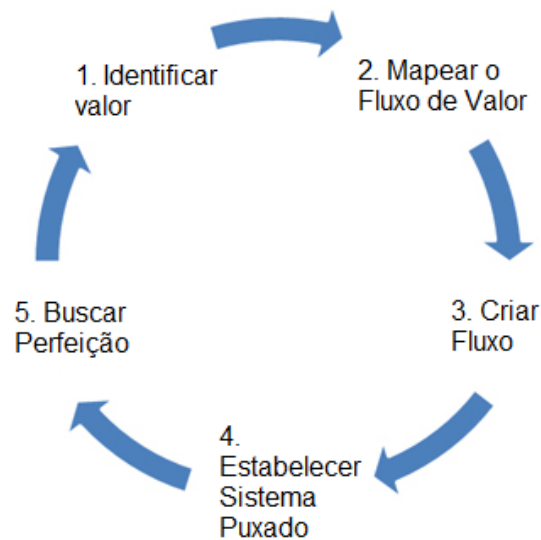 1. Identificar
valor
2. Mapear o
Fluxo de Valor
3. Criar
Fluxo
4.
Estabelecer
Sistema
Puxado
5. Buscar
Perfeição